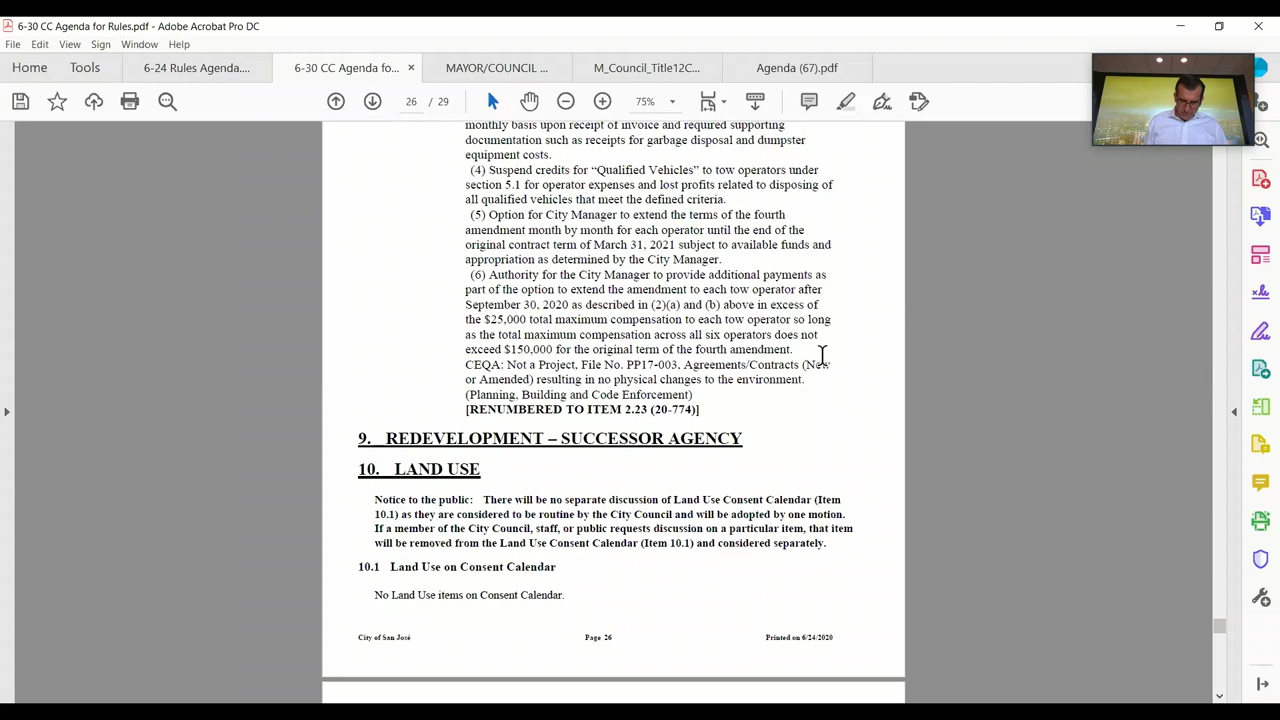 6-30 CC Agenda for Rules.pdf - Adobe Acrobat Pro DC
File Edit View Sign Window Help
Home Tools 6-24 Rules Agenda.... 6-30 CC Agenda fo... × MAYOR/COUNCIL ... M_Council_Title12C... Agenda (67).pdf
26 / 29 75%
monthly basis upon receipt of invoice and required supporting
documentation such as receipts for garbage disposal and dumpster
equipment costs.
(4) Suspend credits for “Qualified Vehicles” to tow operators under
section 5.1 for operator expenses and lost profits related to disposing of
all qualified vehicles that meet the defined criteria.
(5) Option for City Manager to extend the terms of the fourth
amendment month by month for each operator until the end of the
original contract term of March 31, 2021 subject to available funds and
appropriation as determined by the City Manager.
(6) Authority for the City Manager to provide additional payments as
part of the option to extend the amendment to each tow operator after
September 30, 2020 as described in (2)(a) and (b) above in excess of
the $25,000 total maximum compensation to each tow operator so long
as the total maximum compensation across all six operators does not
exceed $150,000 for the original term of the fourth amendment.
CEQA: Not a Project, File No. PP17-003, Agreements/Contracts (New
or Amended) resulting in no physical changes to the environment.
(Planning, Building and Code Enforcement)
[RENUMBERED TO ITEM 2.23 (20-774)]
9. REDEVELOPMENT – SUCCESSOR AGENCY
10. LAND USE
Notice to the public: There will be no separate discussion of Land Use Consent Calendar (Item
10.1) as they are considered to be routine by the City Council and will be adopted by one motion.
If a member of the City Council, staff, or public requests discussion on a particular item, that item
will be removed from the Land Use Consent Calendar (Item 10.1) and considered separately.
10.1 Land Use on Consent Calendar
No Land Use items on Consent Calendar.
City of San José Page 26 Printed on 6/24/2020